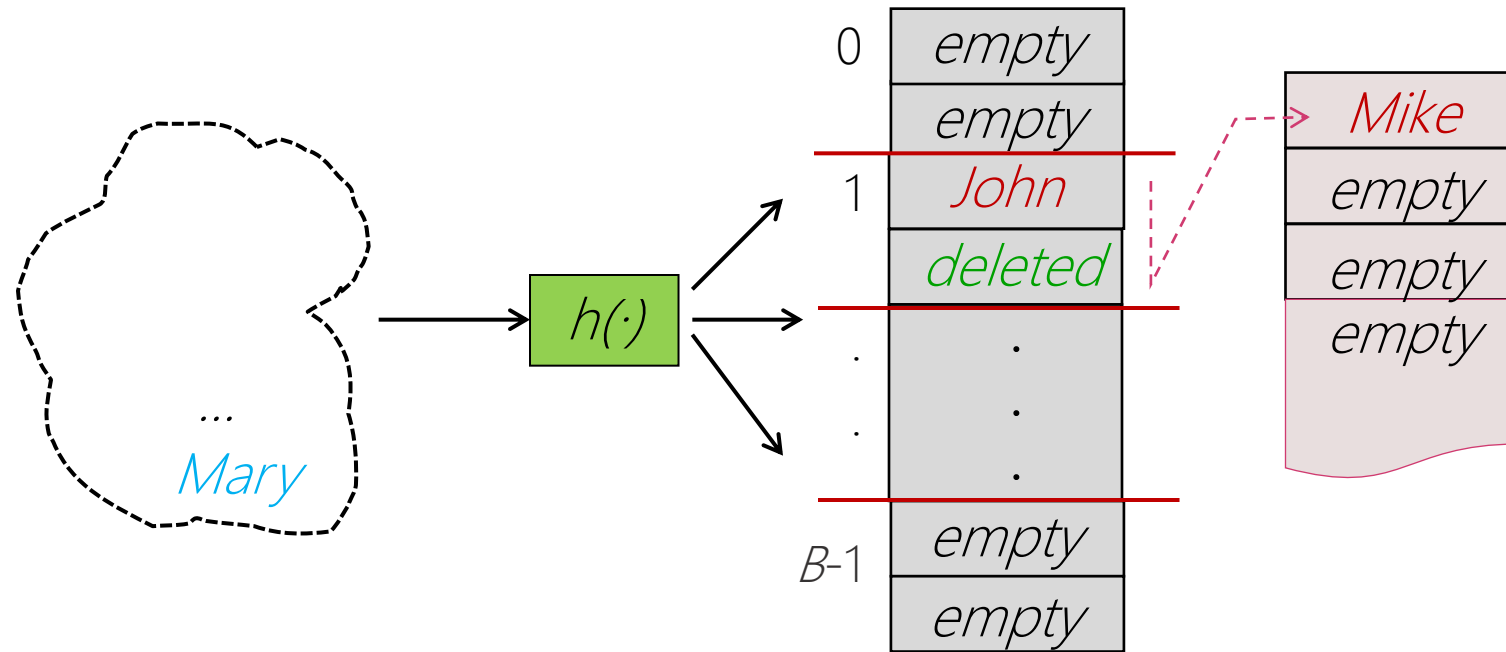 ...
Mary
h(·)
0
empty
empty
1
John
deleted
.
.
.
.
.
B-1
empty
empty
Mike
empty
empty
empty